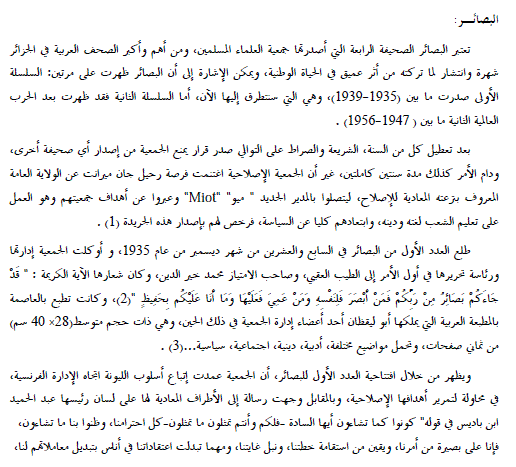 البصائــر:
تعتبر البصائر الصحيفة الرابعة التي أصدرتها جمعية العلماء المسلمين، ومن أهم وأكبر الصحف العربية في الجزائر
شهرة وانتشار لما تركته من أثر عميق في الحياة الوطنية، ويمكن الإشارة إلى أن البصائر ظهرت على مرتين: السلسلة
الأولى صدرت ما بين (1935-1939)، وهي التي سنتطرق إليها الآن، أما السلسلة الثانية فقد ظهرت بعد الحرب
العالمية الثانية ما بين ( 1947-1956) .
بعد تعطيل كل من السنة، الشريعة والصراط على التوالي صدر قرار يمنع الجمعية من إصدار أي صحيفة أخرى،
ودام الأمر كذلك مدة سنتين كاملتين، غير أن الجمعية الإصلاحية اغتنمت فرصة رحيل جان ميرانت عن الولاية العامة
المعروف بنزعته المعادية للإصلاح، ليتصلوا بالمدير الجديد " ميو" "Miot" وعبروا عن أهداف جمعيتهم وهو العمل
على تعليم الشعب لغته ودينه، وابتعادهم كليا عن السياسة، فرخص لهم بإصدار هذه الجريدة (1) .
طلع العدد الأول من البصائر في السابع والعشرين من شهر ديسمبر من عام 1935، و أوكلت الجمعية إدارتها
ورئاسة تحريرها في أول الأمر إلى الطيب العقبي، وصاحب الامتياز محمد خير الدين، وكان شعارها الآية الكريمة : " قَدْ
جَاءَكُمْ بَصَائِرُ مِنْ رَبِّكُمْ فَمَنْ أَبْصَرَ فَلِنَفْسِهِ وَمَنْ عَمِيَ فَعَلَيْهَا وَمَا أَنَا عَلَيْكُم بِحَفِيظٍ "(2)، وكانت تطبع بالعاصمة
بالمطبعة العربية التي يملكها أبو ليقظان أحد أعضاء إدارة الجمعية في ذلك الحين، وهي ذات حجم متوسط(28× 40 سم)
من ثماني صفحات، وتحمل مواضيع مختلفة، أدبية، دينية، اجتماعية، سياسية...(3) .
ويظهر من خلال افتتاحية العدد الأول للبصائر، أن الجمعية عمدت إتباع أسلوب الليونة اتجاه الإدارة الفرنسية،
في محاولة لتمرير أهدافها الإصلاحية، وبالمقابل وجهت رسالة إلى الأطراف المعادية لها على لسان رئيسها عبد الحميد
ابن باديس في قوله" كونوا كما تشاءون أيها السادة -فلكم وأنتم تمثلون ما تمثلون-كل احترامنا، وظنوا بنا ما تشاءون،
فإنا على بصيرة من أمرنا، ويقين من استقامة خطتنا، ونبل غايتنا، ومهما تبدلت اعتقاداتنا في أناس بتبديل معاملاتهم لنا،